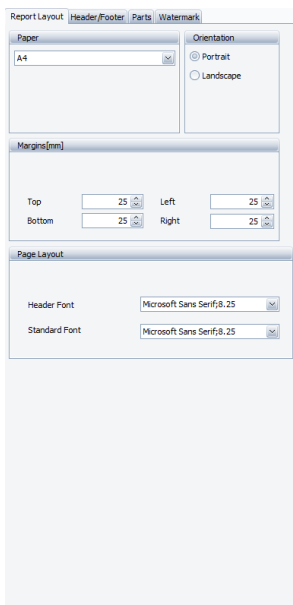 Report Layout Header/Footer Parts Watermark
Paper Orientation
A4 Portrait
Landscape
Margins[mm]
Top 25 Left 25
Bottom 25 Right 25
Page Layout
Header Font Microsoft Sans Serif;8.25
Standard Font Microsoft Sans Serif;8.25